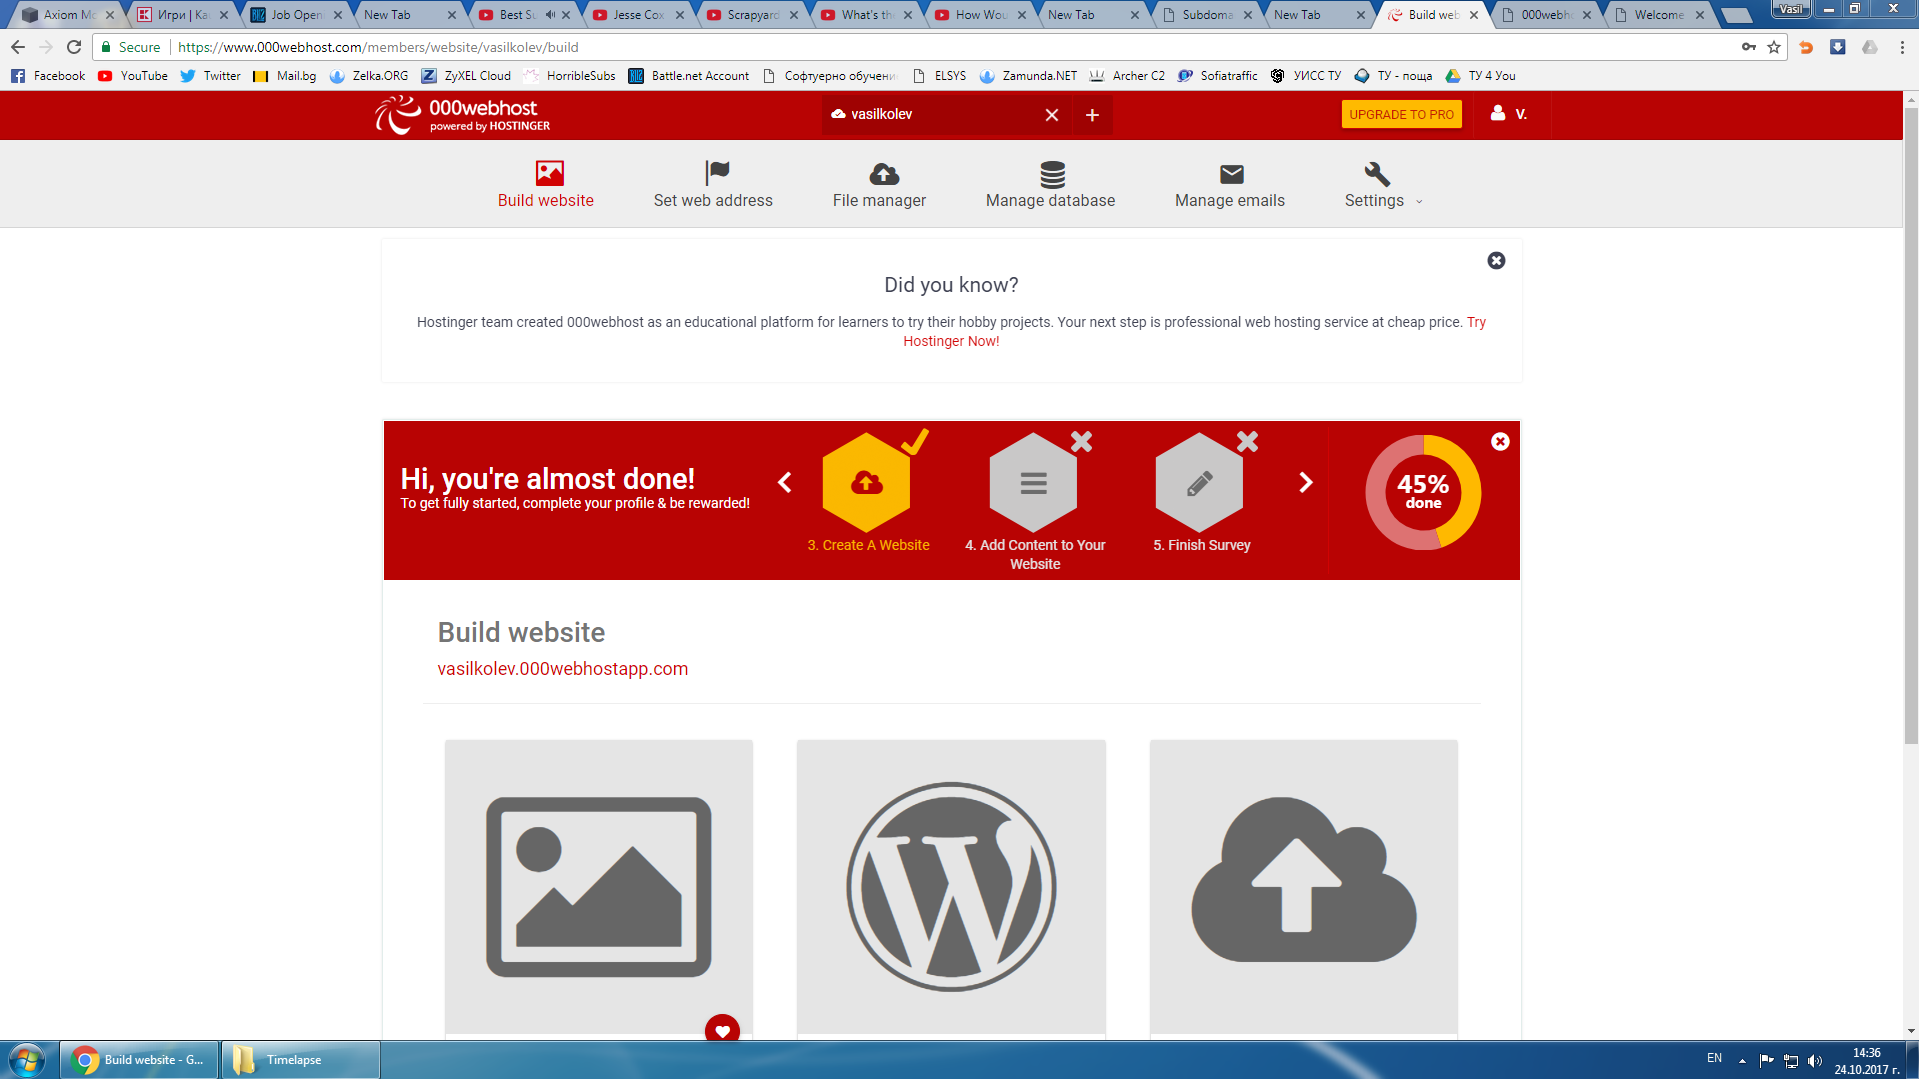 Axiom Mo
Игри | Ка
Job Open
New Tab
Best Su
Jesse Cox
Scrapyard
What's th
How Wou
New Tab
Subdoma
New Tab
Build web
000webho
Welcome
Vasil
Secure
https://www.000webhost.com/members/website/vasilkolev/build
Facebook
YouTube
Twitter
Mail.bg
Zelka.ORG
ZyXEL Cloud
HorribleSubs
Battle.net Account
Софтуерно обучени
ELSYS
Zamunda.NET
Archer C2
Sofiatraffic
УИСС ТУ
ТУ - поща
ТУ 4 You
000webhost
powered by HOSTINGER
vasilkolev
UPGRADE TO PRO
V.
Build website
Set web address
File manager
Manage database
Manage emails
Settings
Did you know?
Hostinger team created 000webhost as an educational platform for learners to try their hobby projects. Your next step is professional web hosting service at cheap price. Try
Hostinger Now!
Hi, you're almost done!
To get fully started, complete your profile & be rewarded!
3. Create A Website
4. Add Content to Your
Website
5. Finish Survey
45%
done
Build website
vasilkolev.000webhostapp.com
Build website - G...
Timelapse
EN
14:36
24.10.2017 г.